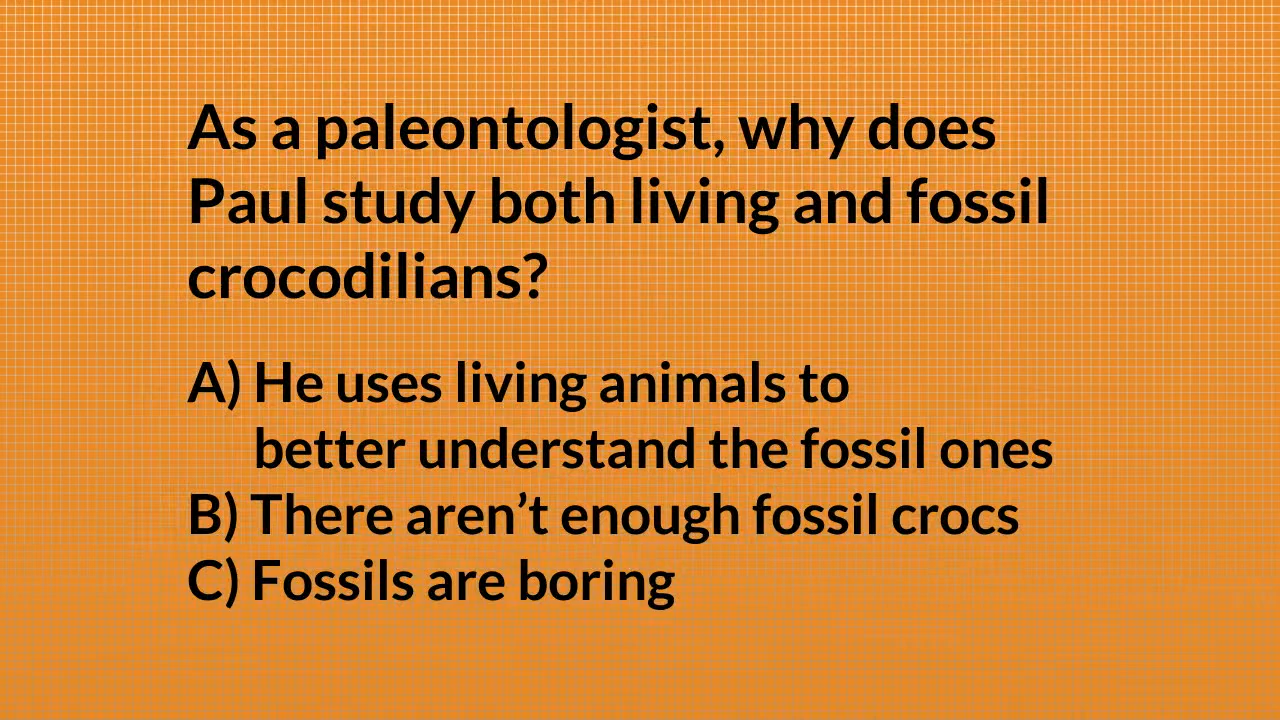 As a paleontologist, why does
Paul study both living and fossil
crocodilians?
A) He uses living animals to
better understand the fossil ones
B) There aren’t enough fossil crocs
C) Fossils are boring